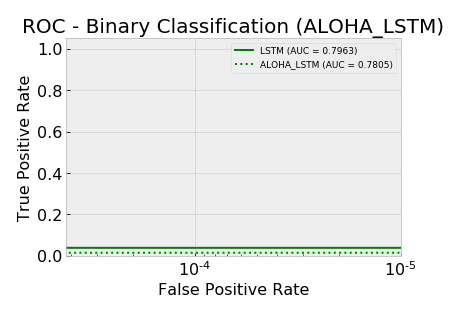 ROC - Binary Classification (ALOHA_LSTM)
LSTM (AUC = 0.7963)
ALOHA_LSTM (AUC = 0.7805)
True Positive Rate
1.0
0.8
0.6
0.4
0.2
0.0
10⁻⁴
10⁻⁵
False Positive Rate